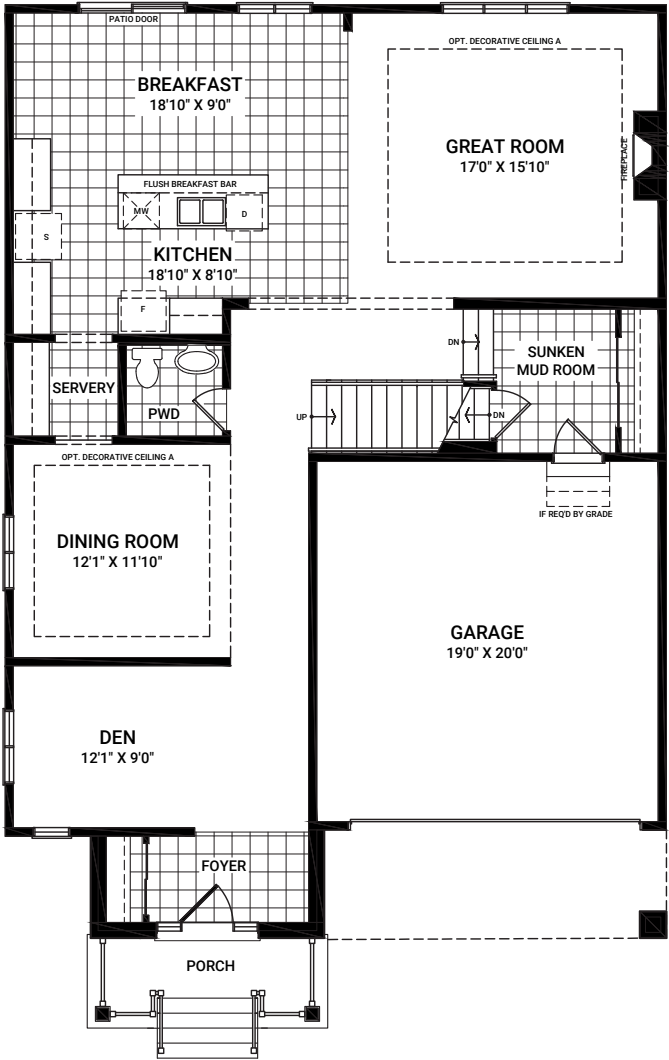 PATIO DOOR
OPT. DECORATIVE CEILING A
BREAKFAST
18'10" X 9'0"
GREAT ROOM
17'0" X 15'10"
FIREPLACE
FLUSH BREAKFAST BAR
MW
D
S
KITCHEN
18'10" X 8'10"
F
DN
SUNKEN
MUD ROOM
SERVERY
PWD
UP
DN
OPT. DECORATIVE CEILING A
IF REQ'D BY GRADE
DINING ROOM
12'1" X 11'10"
GARAGE
19'0" X 20'0"
DEN
12'1" X 9'0"
FOYER
PORCH